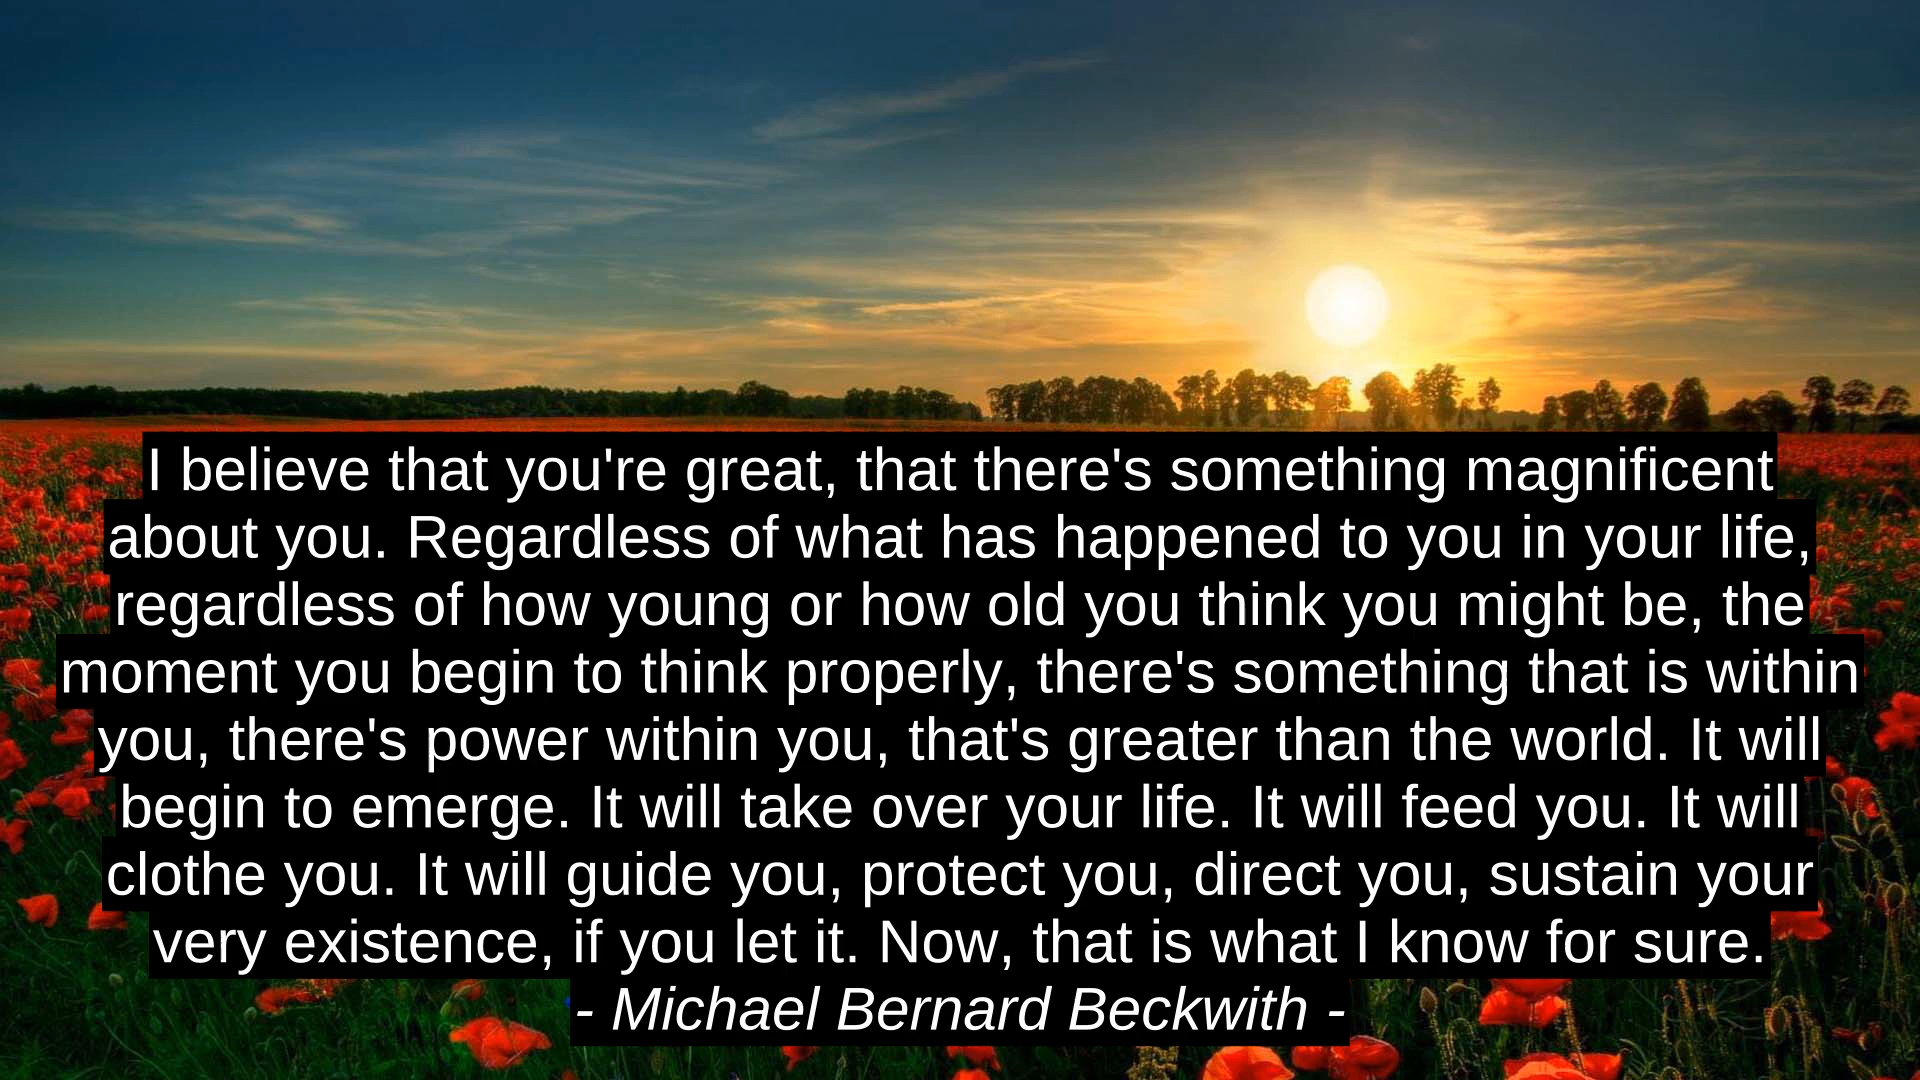 I believe that you're great, that there's something magnificent
about you. Regardless of what has happened to you in your life,
regardless of how young or how old you think you might be, the
moment you begin to think properly, there's something that is within
you, there's power within you, that's greater than the world. It will
begin to emerge. It will take over your life. It will feed you. It will
clothe you. It will guide you, protect you, direct you, sustain your
very existence, if you let it. Now, that is what I know for sure.
- Michael Bernard Beckwith -